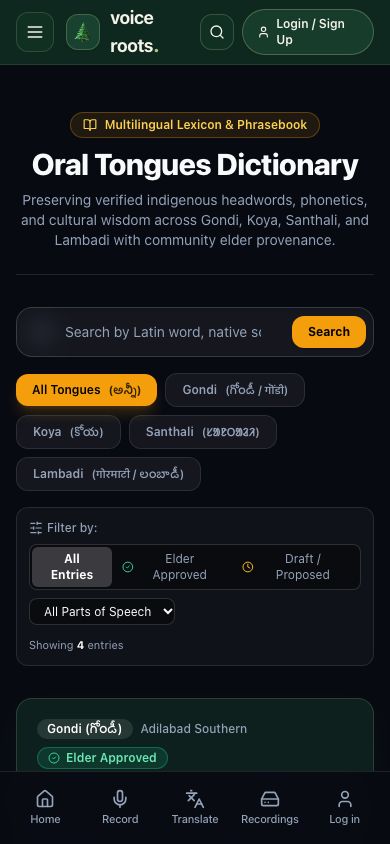 voice
roots.
Login / Sign
Up
Multilingual Lexicon & Phrasebook
Oral Tongues Dictionary
Preserving verified indigenous headwords, phonetics,
and cultural wisdom across Gondi, Koya, Santhali, and
Lambadi with community elder provenance.
Search by Latin word, native sc
Search
All Tongues (అన్నీ)
Gondi (గోండీ / गोंडी)
Koya (కోయ)
Santhali (ᱥᱟᱱᱛᱟᱲᱤ)
Lambadi (गोरमाटी / లంబాడీ)
Filter by:
All
Entries
Elder
Approved
Draft /
Proposed
All Parts of Speech
Showing 4 entries
Gondi (గోండీ) Adilabad Southern
Elder Approved
Home
Record
Translate
Recordings
Log in